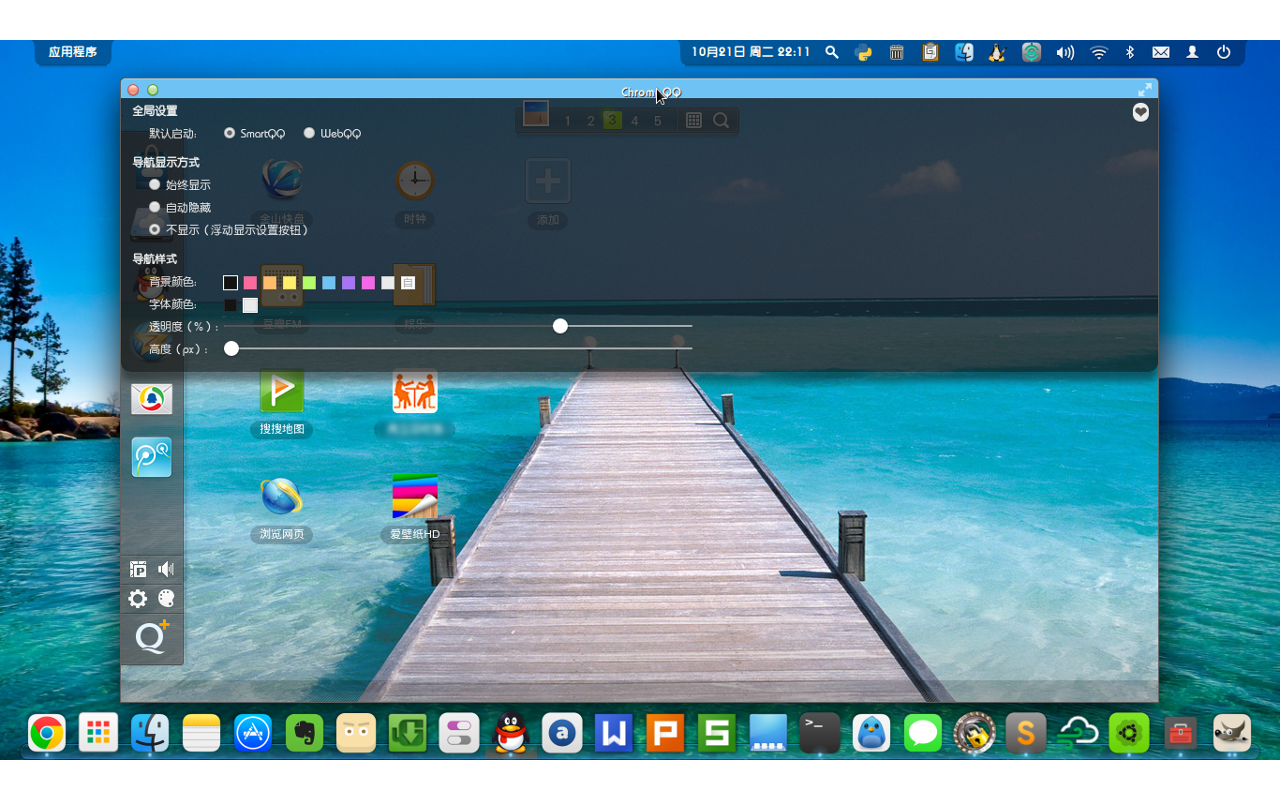 应用程序
10月21日 周二 22:11
ChromeQQ
全局设置
默认启动: SmartQQ WebQQ
导航显示方式
始终显示
自动隐藏
不显示（浮动显示设置按钮）
导航样式
背景颜色: 自
字体颜色:
透明度（%）:
高度（px）:
1 2 3 4 5
金山快盘 时钟 添加
豆瓣FM 娱乐
搜搜地图
浏览网页 爱壁纸HD
Q+
W P S
S